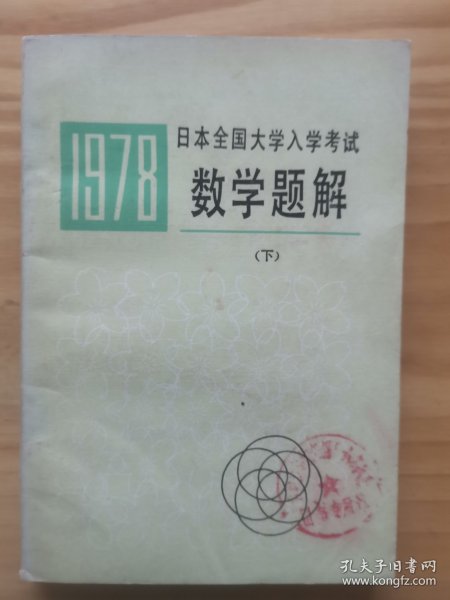 1978
日本全国大学入学考试
数学题解
（下）
孔夫子旧书网
www.kongfz.com